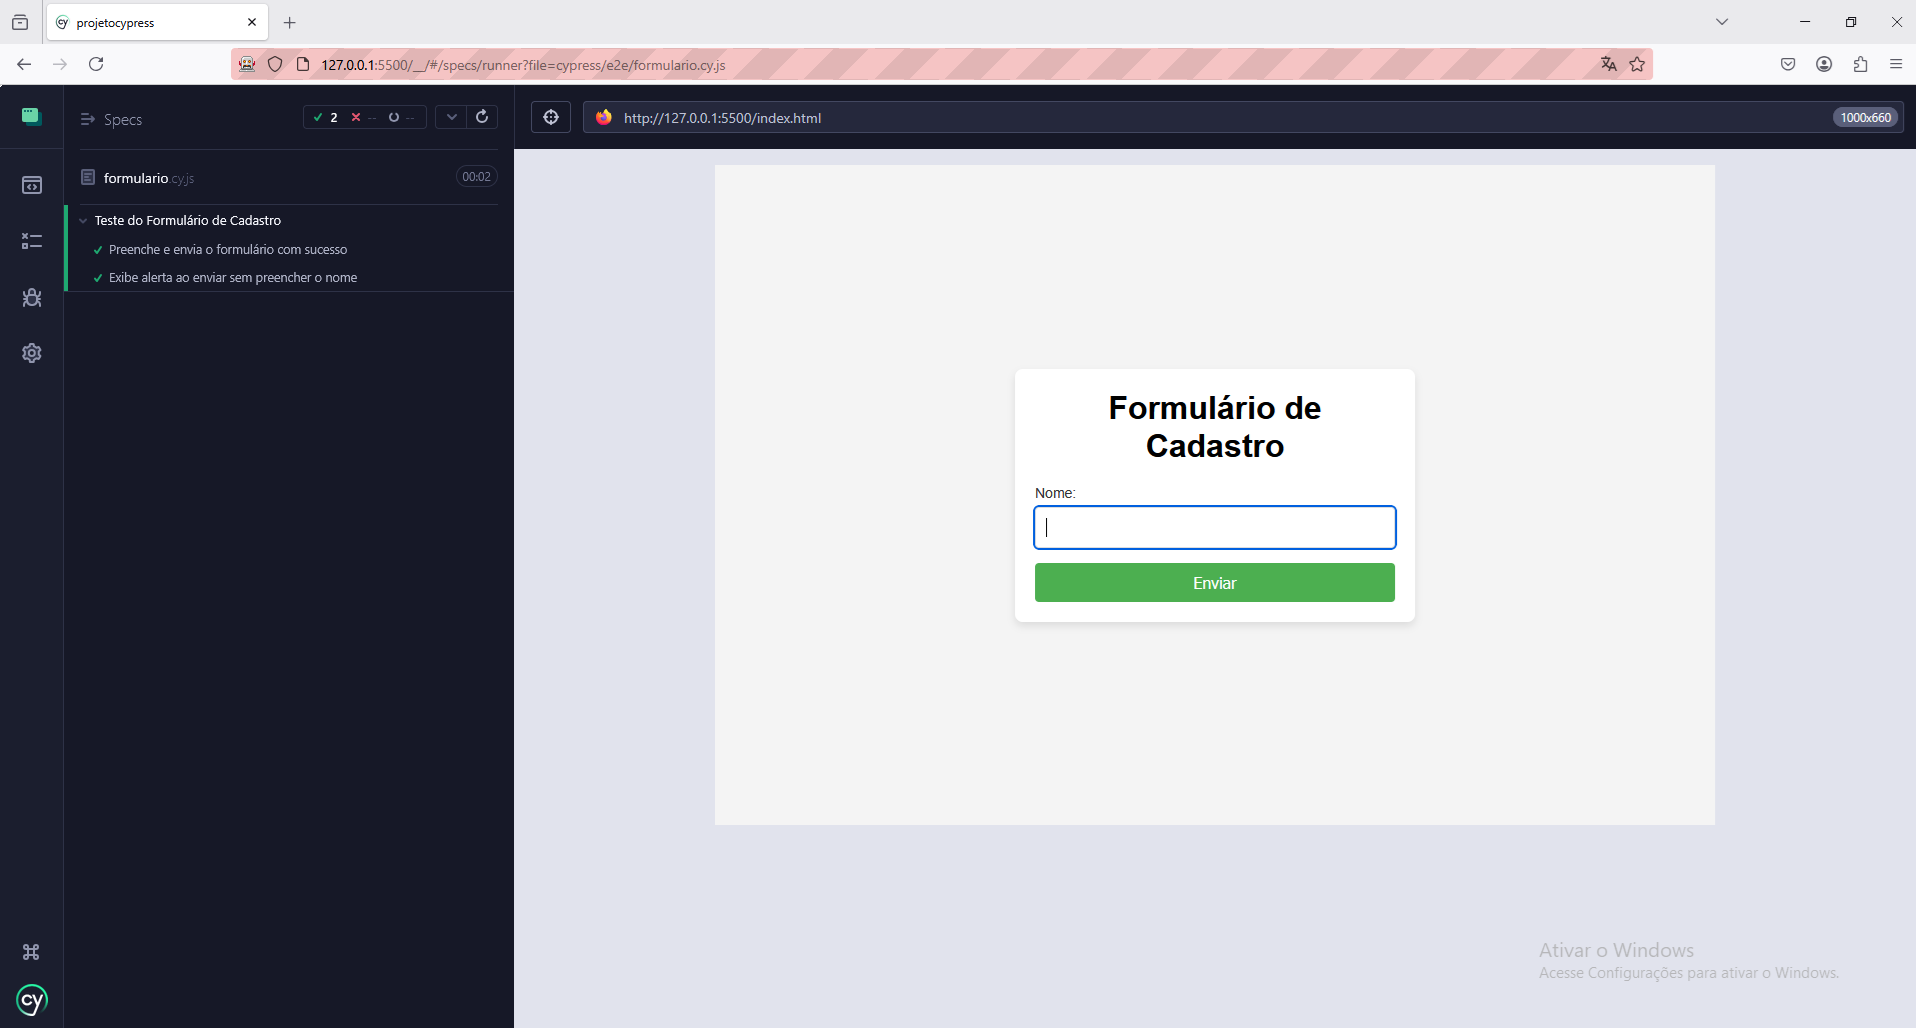 projetocypress
127.0.0.1:5500/__/#/specs/runner?file=cypress/e2e/formulario.cy.js
Specs
2
--
--
http://127.0.0.1:5500/index.html
1000x660
formulario.cy.js
00:02
Teste do Formulário de Cadastro
Preenche e envia o formulário com sucesso
Exibe alerta ao enviar sem preencher o nome
Formulário de
Cadastro
Nome:
Enviar
Ativar o Windows
Acesse Configurações para ativar o Windows.
cy